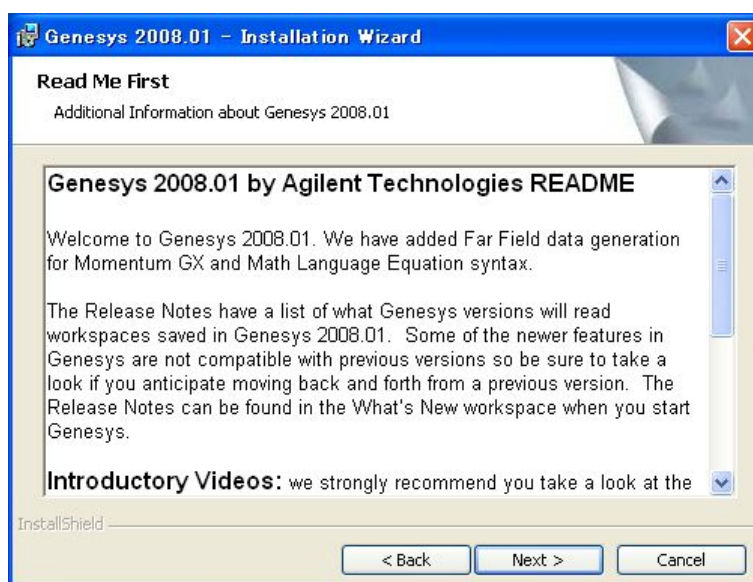 Genesys 2008.01 - Installation Wizard
Read Me First
Additional Information about Genesys 2008.01
Genesys 2008.01 by Agilent Technologies README
Welcome to Genesys 2008.01. We have added Far Field data generation
for Momentum GX and Math Language Equation syntax.
The Release Notes have a list of what Genesys versions will read
workspaces saved in Genesys 2008.01. Some of the newer features in
Genesys are not compatible with previous versions so be sure to take a
look if you anticipate moving back and forth from a previous version. The
Release Notes can be found in the What's New workspace when you start
Genesys.
Introductory Videos: we strongly recommend you take a look at the
InstallShield
< Back Next > Cancel